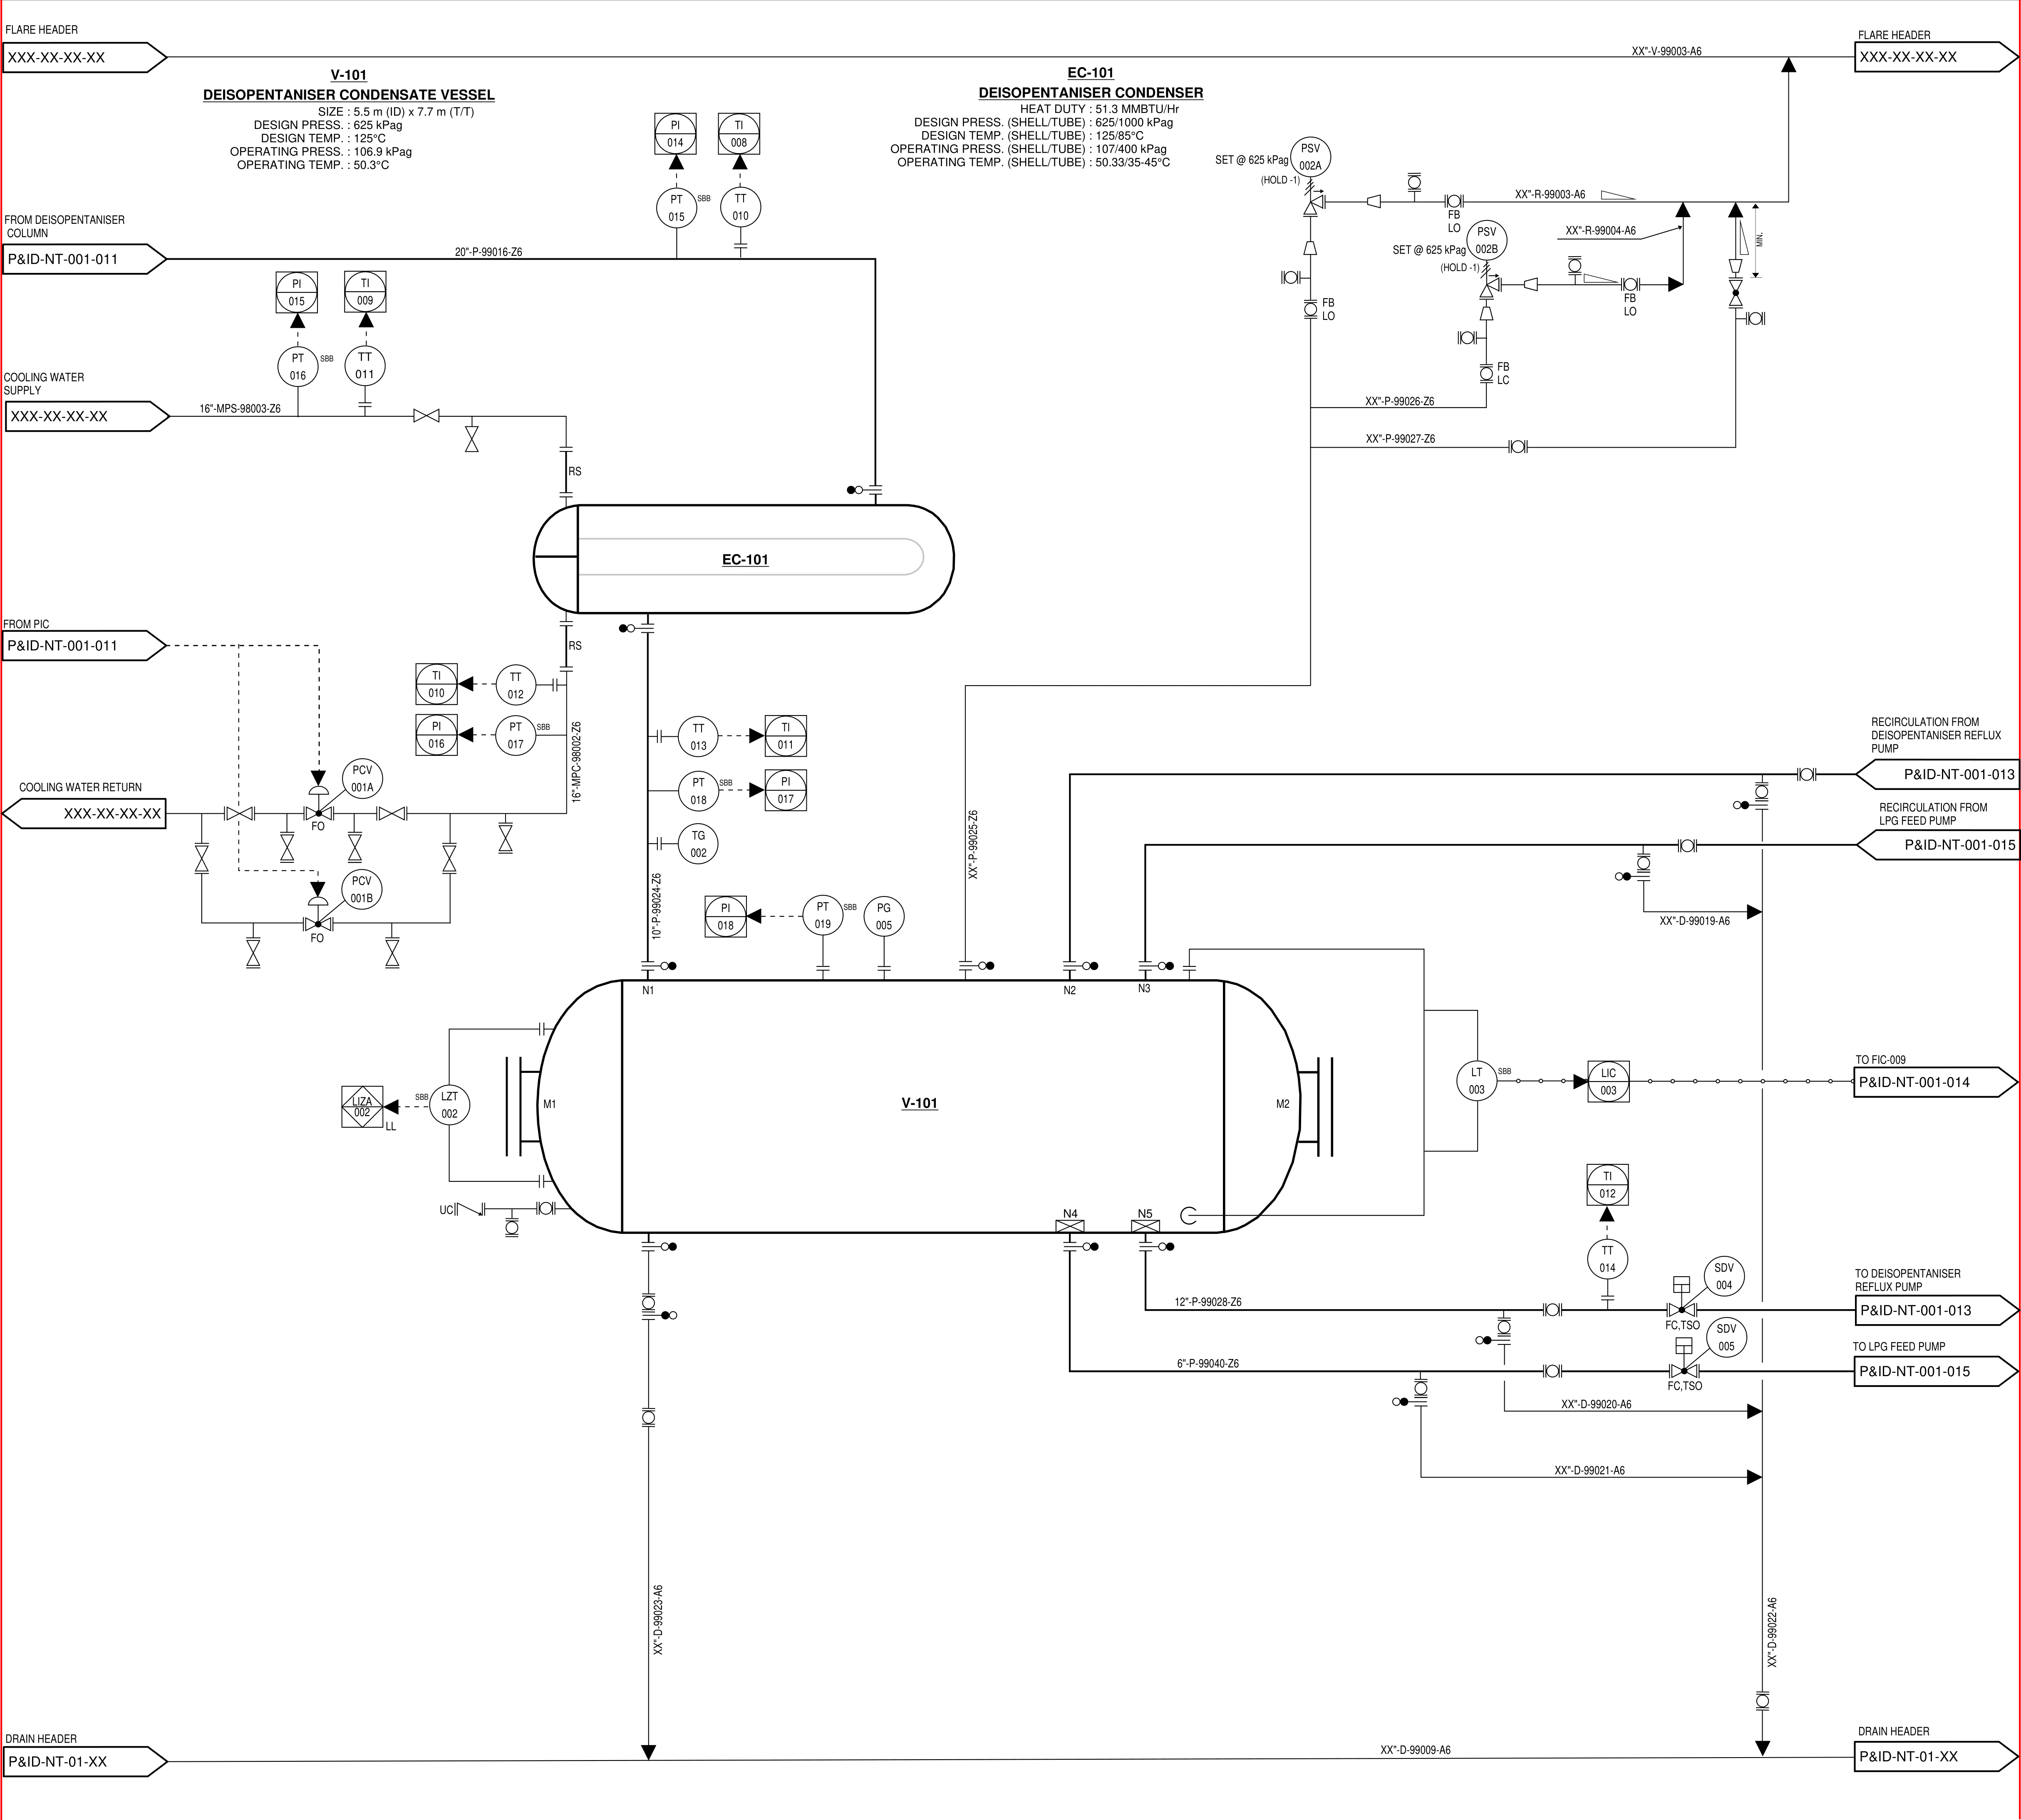 FLARE HEADER
XXX-XX-XX-XX
XX"-V-99003-A6
FLARE HEADER
XXX-XX-XX-XX
V-101
DEISOPENTANISER CONDENSATE VESSEL
SIZE : 5.5 m (ID) x 7.7 m (T/T)
DESIGN PRESS. : 625 kPag
DESIGN TEMP. : 125°C
OPERATING PRESS. : 106.9 kPag
OPERATING TEMP. : 50.3°C
EC-101
DEISOPENTANISER CONDENSER
HEAT DUTY : 51.3 MMBTU/Hr
DESIGN PRESS. (SHELL/TUBE) : 625/1000 kPag
DESIGN TEMP. (SHELL/TUBE) : 125/85°C
OPERATING PRESS. (SHELL/TUBE) : 107/400 kPag
OPERATING TEMP. (SHELL/TUBE) : 50.33/35-45°C
PI
014
TI
008
PT
015
SBB
TT
010
PSV
002A
SET @ 625 kPag
(HOLD -1)
FB
LO
XX"-R-99003-A6
FB
LO
PSV
002B
SET @ 625 kPag
(HOLD -1)
XX"-R-99004-A6
MIN.
FB
LO
FB
LC
XX"-P-99026-Z6
XX"-P-99027-Z6
FROM DEISOPENTANISER
COLUMN
P&ID-NT-001-011
20"-P-99016-Z6
PI
015
TI
009
PT
016
SBB
TT
011
COOLING WATER
SUPPLY
XXX-XX-XX-XX
16"-MPS-98003-Z6
RS
EC-101
RS
FROM PIC
P&ID-NT-001-011
TI
010
TT
012
PI
016
PT
017
SBB
16"-MPC-98002-Z6
TT
013
TI
011
PT
018
SBB
PI
017
TG
002
10"-P-99024-Z6
COOLING WATER RETURN
XXX-XX-XX-XX
PCV
001A
FO
PCV
001B
FO
PI
018
PT
019
SBB
PG
005
XX"-P-99025-Z6
RECIRCULATION FROM
DEISOPENTANISER REFLUX
PUMP
P&ID-NT-001-013
RECIRCULATION FROM
LPG FEED PUMP
P&ID-NT-001-015
XX"-D-99019-A6
N1
N2
N3
LIZA
002
LL
SBB
LZT
002
M1
V-101
M2
LT
003
SBB
LIC
003
TO FIC-009
P&ID-NT-001-014
UC
N4
N5
TI
012
TT
014
SDV
004
FC,TSO
12"-P-99028-Z6
TO DEISOPENTANISER
REFLUX PUMP
P&ID-NT-001-013
SDV
005
FC,TSO
6"-P-99040-Z6
TO LPG FEED PUMP
P&ID-NT-001-015
XX"-D-99020-A6
XX"-D-99021-A6
XX"-D-99023-A6
XX"-D-99022-A6
DRAIN HEADER
P&ID-NT-01-XX
XX"-D-99009-A6
DRAIN HEADER
P&ID-NT-01-XX